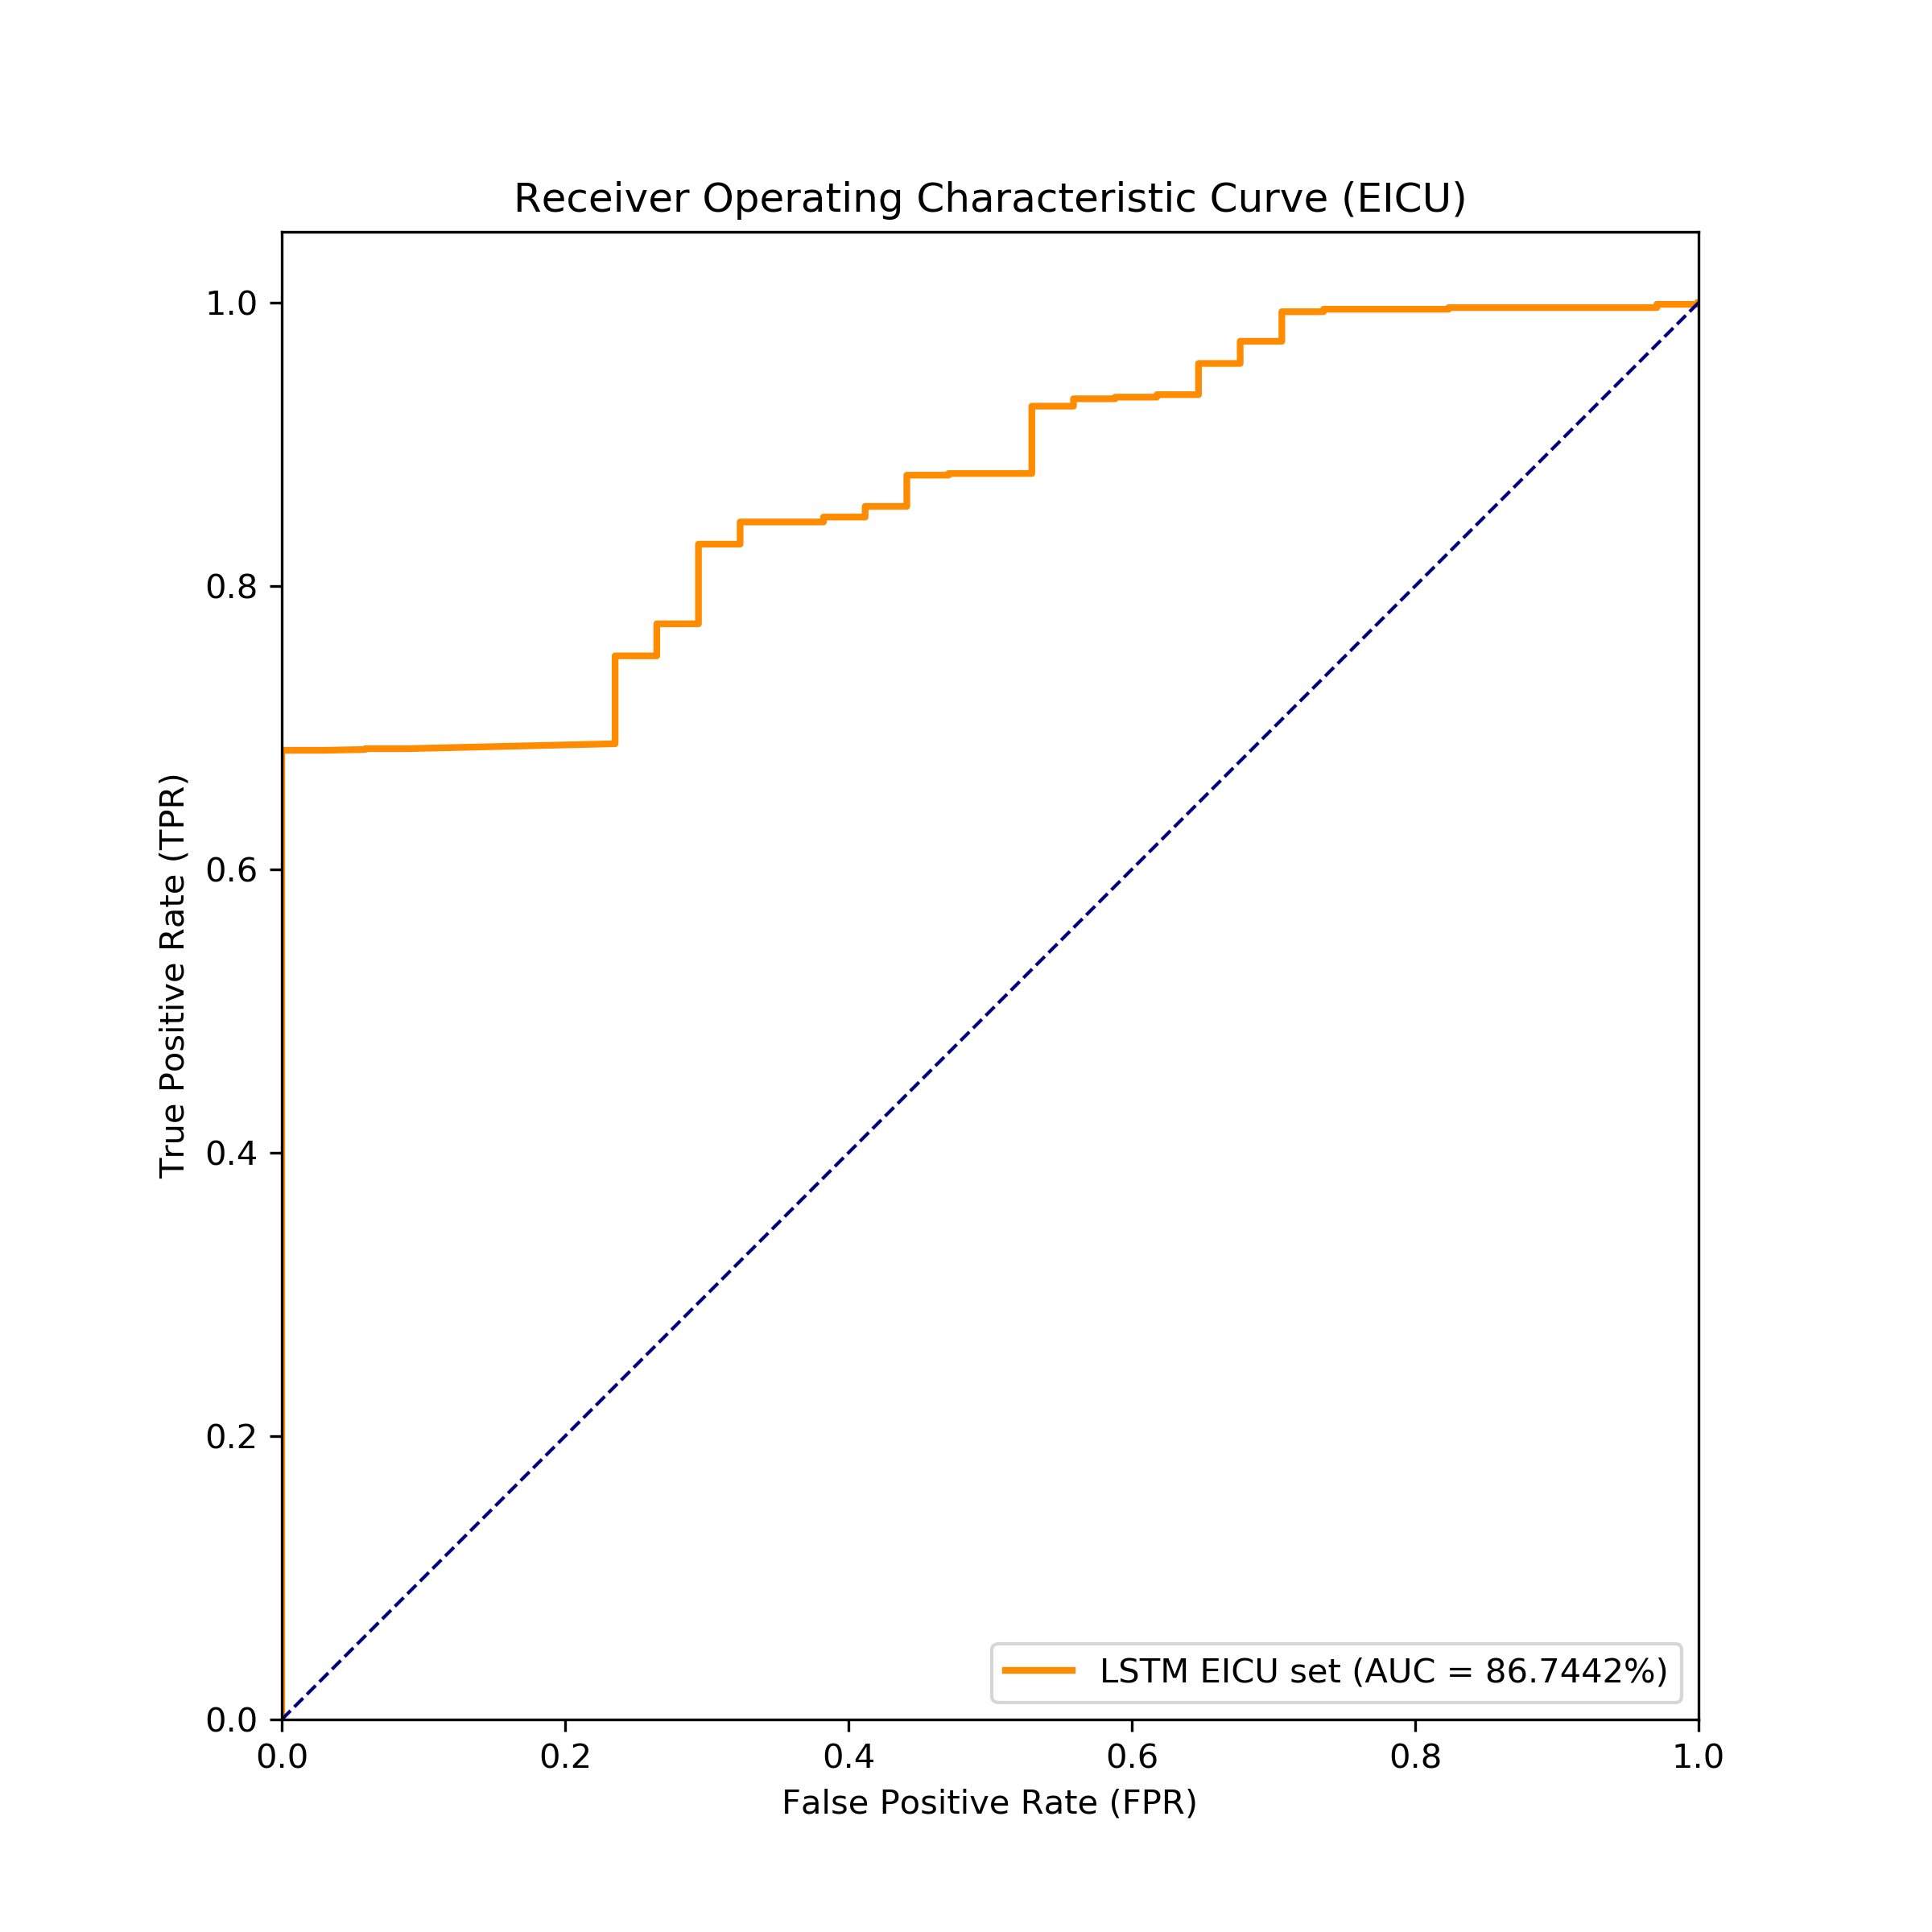 Receiver Operating Characteristic Curve (EICU)
1.0
0.8
0.6
0.4
0.2
0.0
True Positive Rate (TPR)
LSTM EICU set (AUC = 86.7442%)
0.0 0.2 0.4 0.6 0.8 1.0
False Positive Rate (FPR)